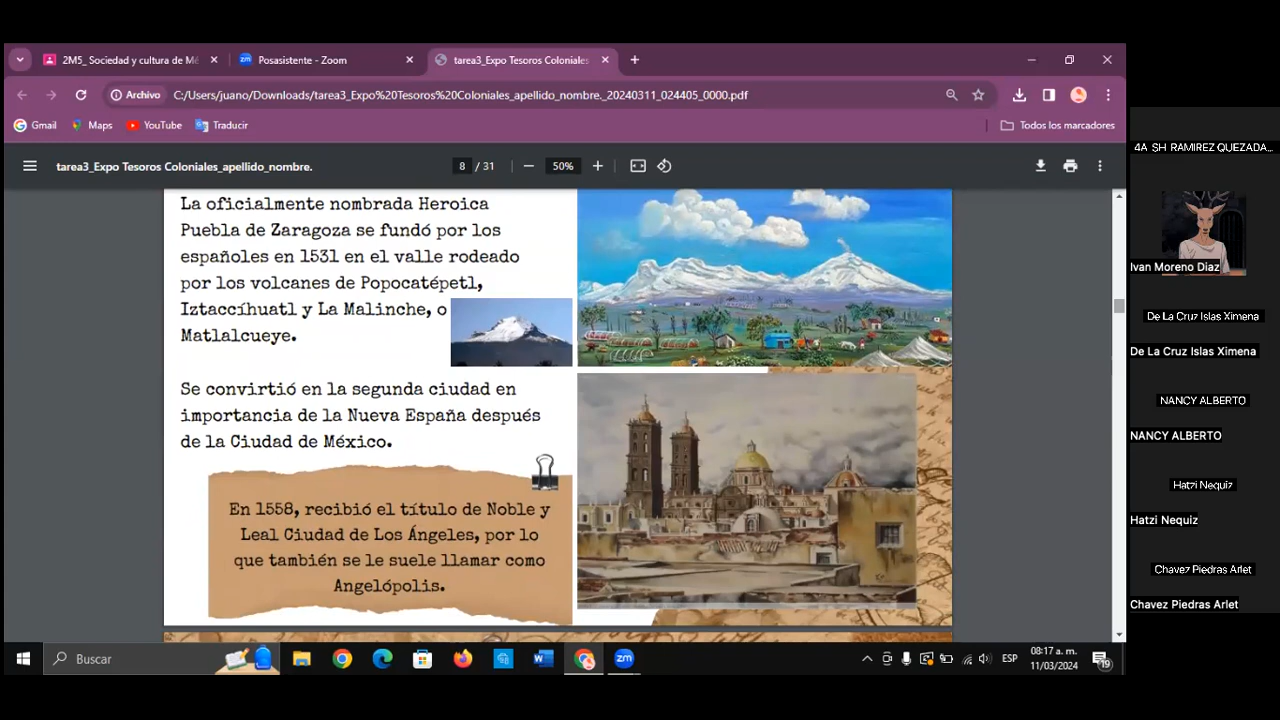 2M5_ Sociedad y cultura de Mé
Posasistente - Zoom
tarea3_Expo Tesoros Coloniales
Archivo
C:/Users/juano/Downloads/tarea3_Expo%20Tesoros%20Coloniales_apellido_nombre._20240311_024405_0000.pdf
Gmail
Maps
YouTube
Traducir
Todos los marcadores
tarea3_Expo Tesoros Coloniales_apellido_nombre.
8 / 31
50%
La oficialmente nombrada Heroica
Puebla de Zaragoza se fundó por los
españoles en 1531 en el valle rodeado
por los volcanes de Popocatépetl,
Iztaccíhuatl y La Malinche, o
Matlalcueye.
Se convirtió en la segunda ciudad en
importancia de la Nueva España después
de la Ciudad de México.
En 1558, recibió el título de Noble y
Leal Ciudad de Los Ángeles, por lo
que también se le suele llamar como
Angelópolis.
4A SH RAMIREZ QUEZADA...
Ivan Moreno Diaz
De La Cruz Islas Ximena
De La Cruz Islas Ximena
NANCY ALBERTO
NANCY ALBERTO
Hatzi Nequiz
Hatzi Nequiz
Chavez Piedras Arlet
Chavez Piedras Arlet
Buscar
ESP
08:17 a. m.
11/03/2024
19